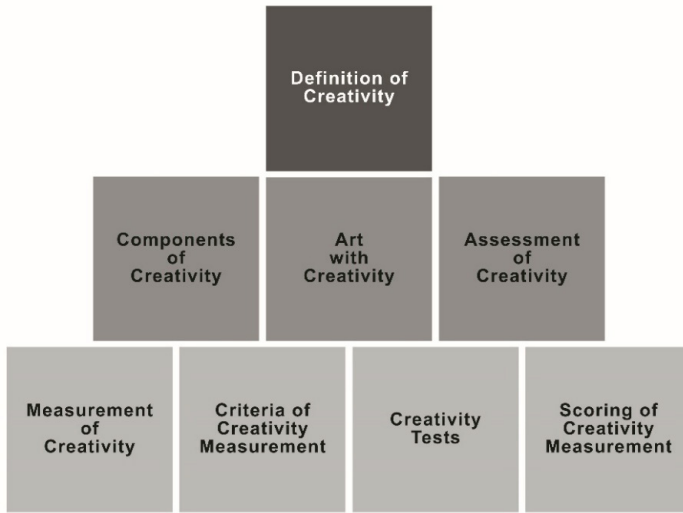 Definition of
Creativity
Components
of
Creativity
Art
with
Creativity
Assessment
of
Creativity
Measurement
of
Creativity
Criteria of
Creativity
Measurement
Creativity
Tests
Scoring of
Creativity
Measurement